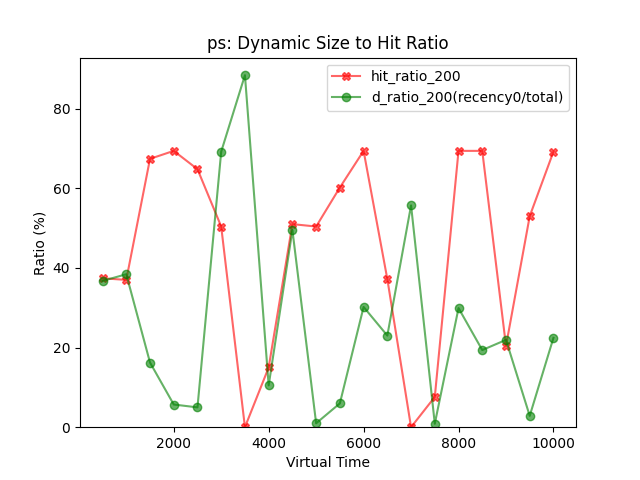 ps: Dynamic Size to Hit Ratio
hit_ratio_200
d_ratio_200(recency0/total)
Ratio (%)
80
60
40
20
0
2000 4000 6000 8000 10000
Virtual Time